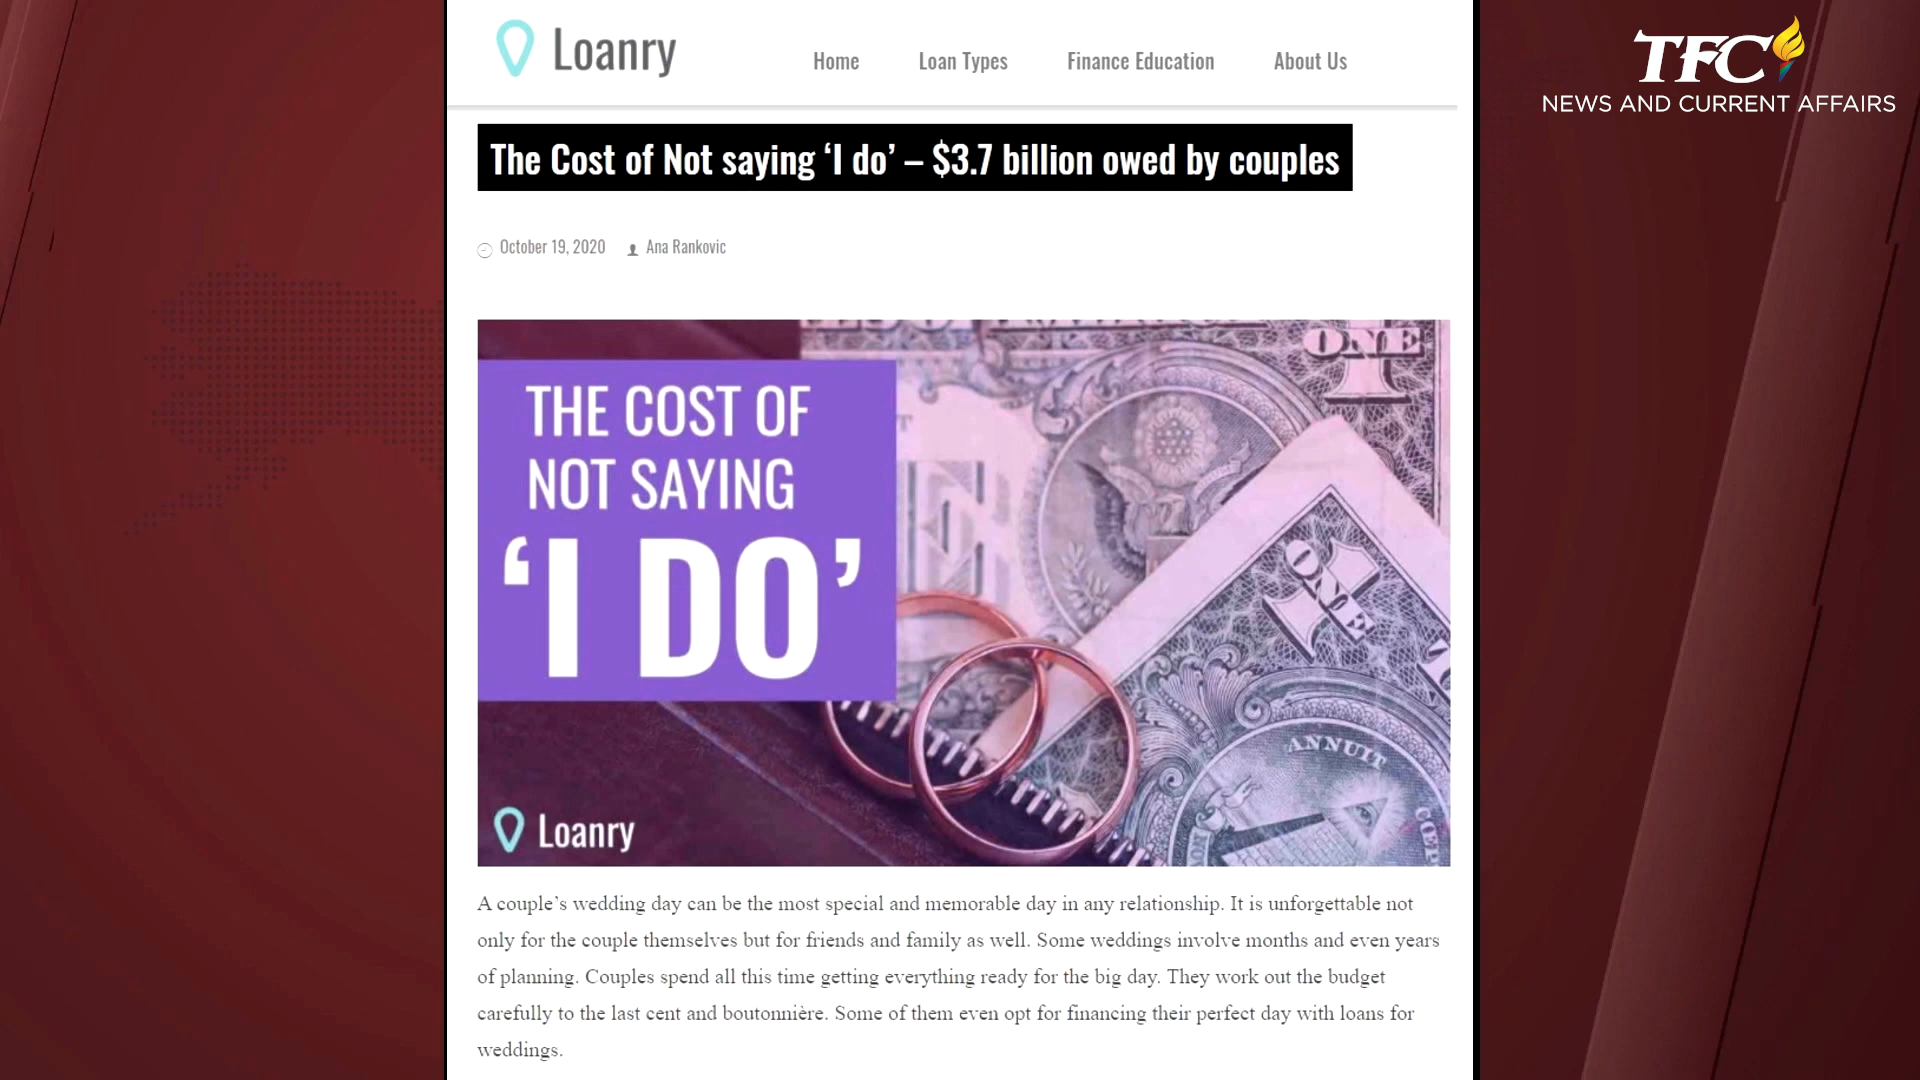 Loanry
Home
Loan Types
Finance Education
About Us
TFC
NEWS AND CURRENT AFFAIRS
The Cost of Not saying ‘I do’ – $3.7 billion owed by couples
October 19, 2020
Ana Rankovic
THE COST OF
NOT SAYING
‘I DO’
Loanry
ONE
1
ONE
1
ANNUIT
A couple’s wedding day can be the most special and memorable day in any relationship. It is unforgettable not
only for the couple themselves but for friends and family as well. Some weddings involve months and even years
of planning. Couples spend all this time getting everything ready for the big day. They work out the budget
carefully to the last cent and boutonnière. Some of them even opt for financing their perfect day with loans for
weddings.